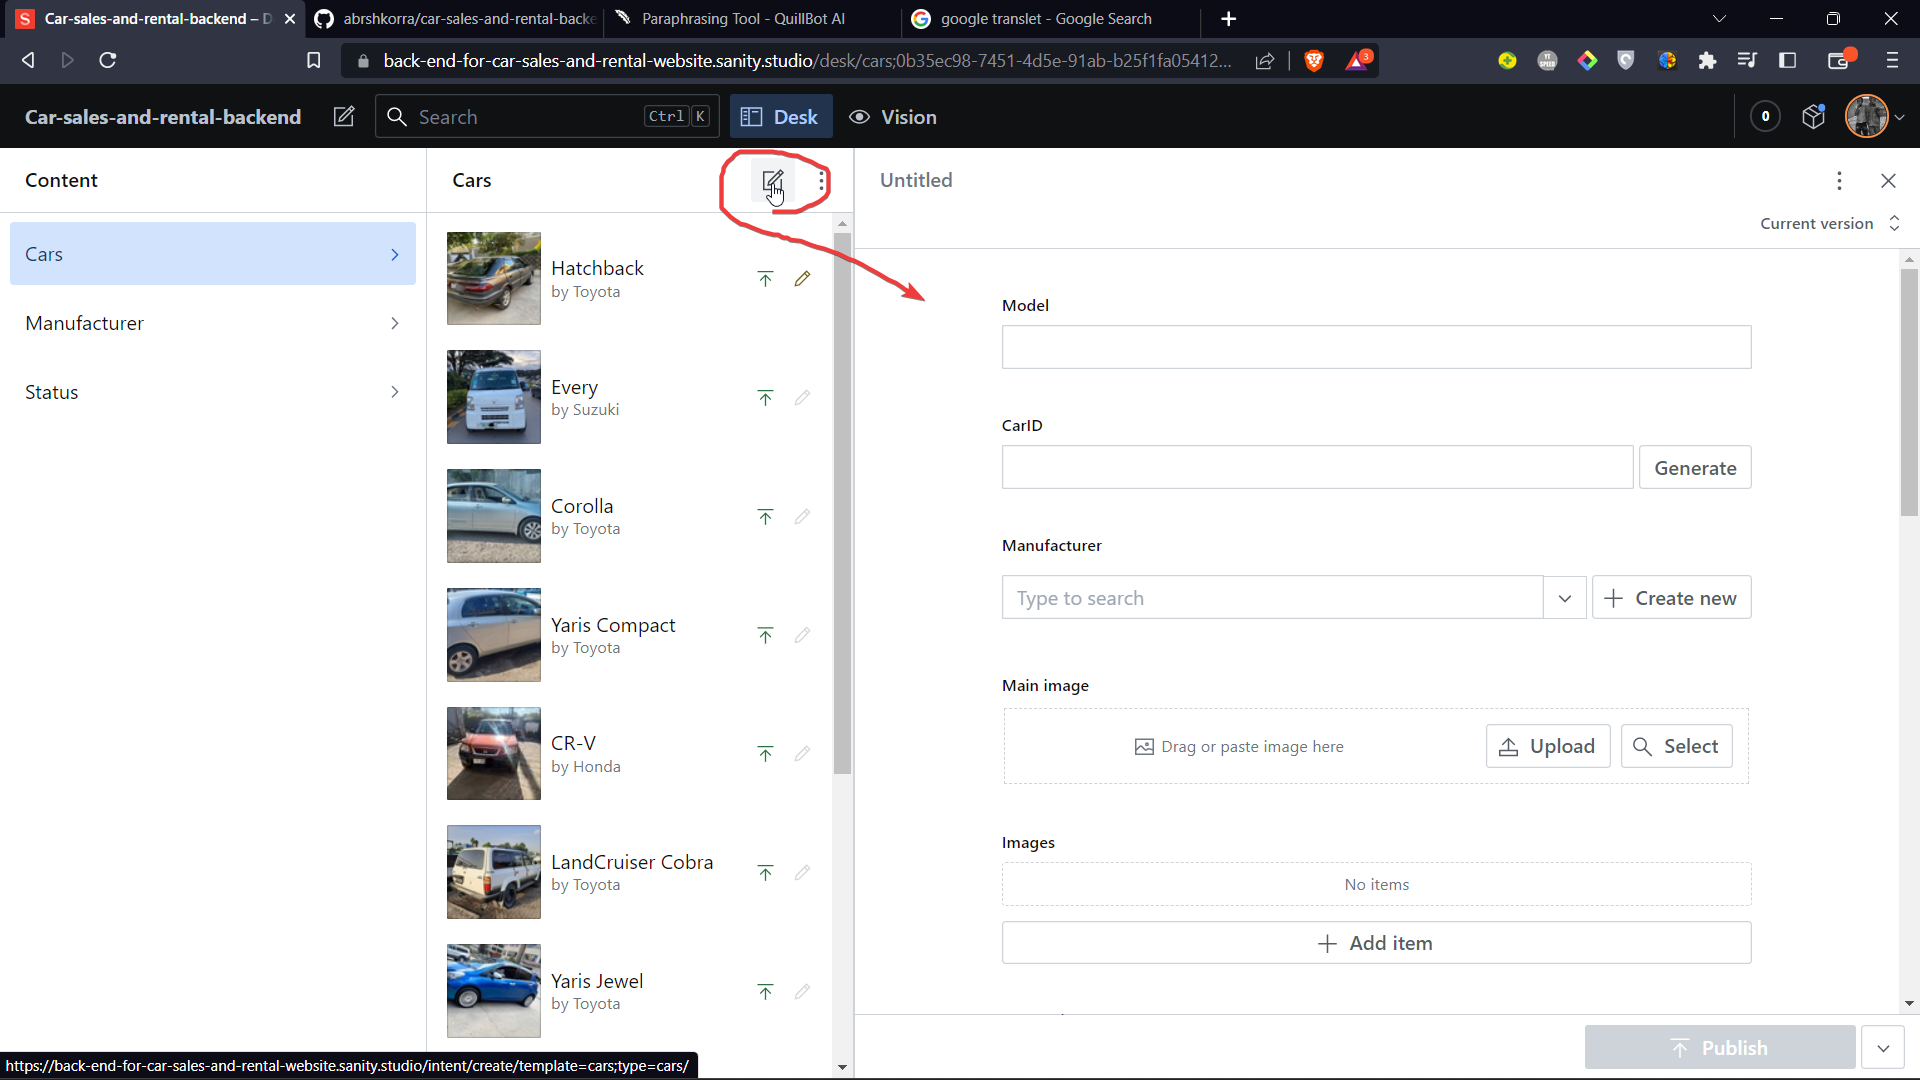 Car-sales-and-rental-backend – D
abrshkorra/car-sales-and-rental-backe
Paraphrasing Tool - QuillBot AI
google translet - Google Search
back-end-for-car-sales-and-rental-website.sanity.studio/desk/cars;0b35ec98-7451-4d5e-91ab-b25f1fa05412...
3
Car-sales-and-rental-backend
Search
Ctrl K
Desk
Vision
0
Content
Cars
Manufacturer
Status
Cars
Hatchback
by Toyota
Every
by Suzuki
Corolla
by Toyota
Yaris Compact
by Toyota
CR-V
by Honda
LandCruiser Cobra
by Toyota
Yaris Jewel
by Toyota
Untitled
Current version
Model
CarID
Generate
Manufacturer
Type to search
Create new
Main image
Drag or paste image here
Upload
Select
Images
No items
Add item
Publish
https://back-end-for-car-sales-and-rental-website.sanity.studio/intent/create/template=cars;type=cars/